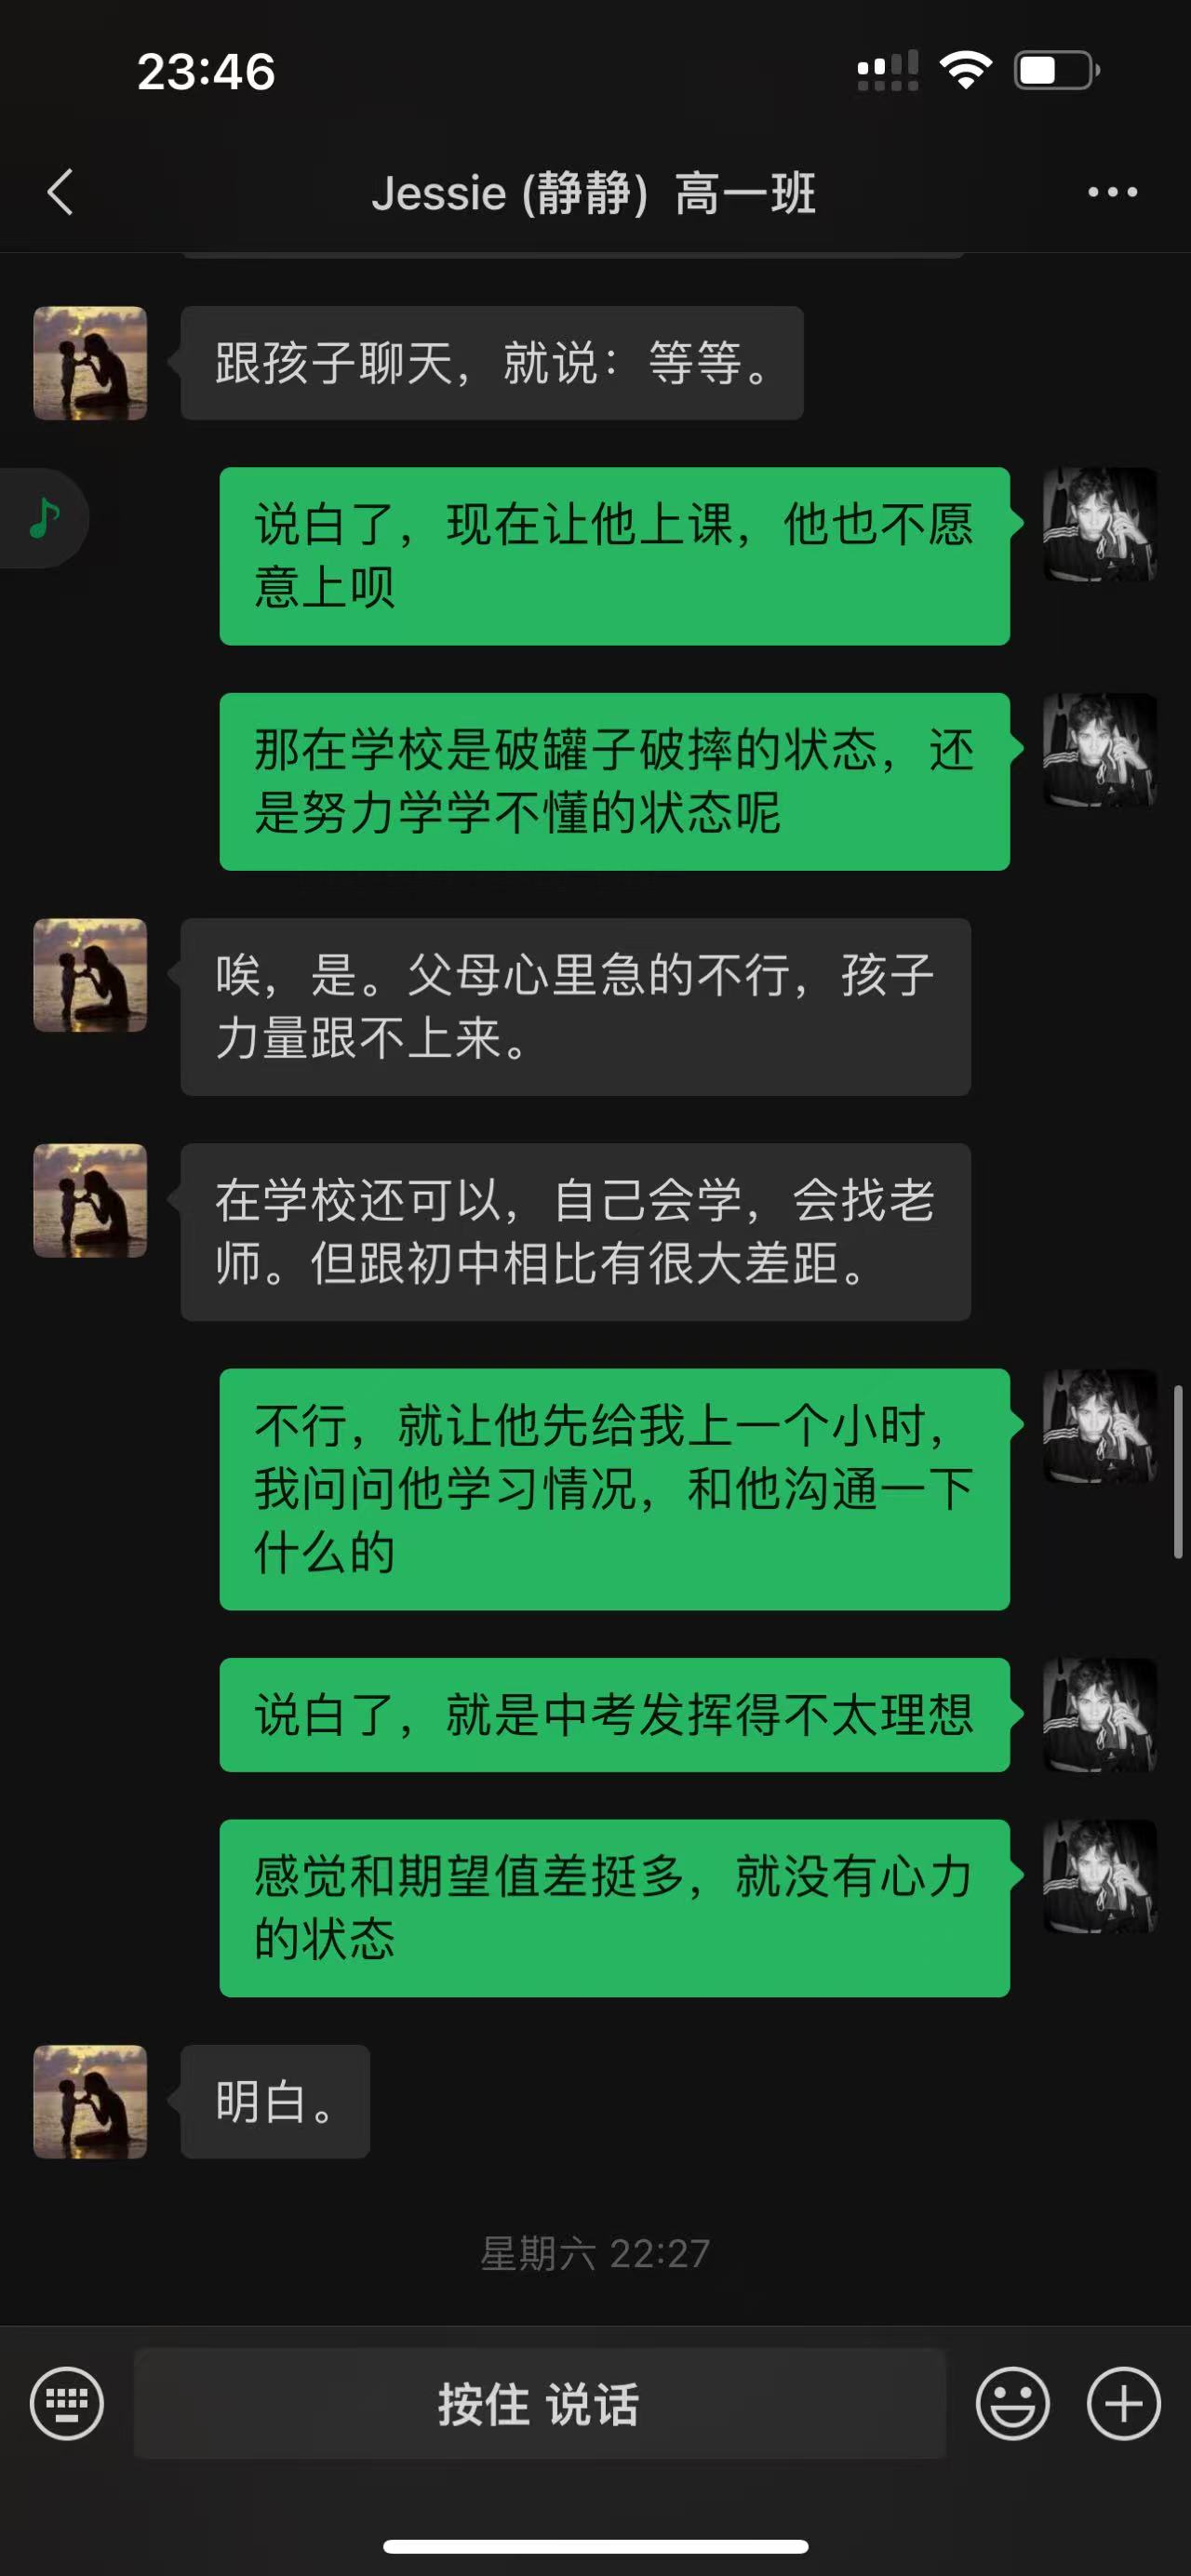 23:46
Jessie (静静) 高一班
跟孩子聊天，就说：等等。
说白了，现在让他上课，他也不愿
意上呗
那在学校是破罐子破摔的状态，还
是努力学学不懂的状态呢
唉，是。父母心里急的不行，孩子
力量跟不上来。
在学校还可以，自己会学，会找老
师。但跟初中相比有很大差距。
不行，就让他先给我上一个小时，
我问问他学习情况，和他沟通一下
什么的
说白了，就是中考发挥得不太理想
感觉和期望值差挺多，就没有心力
的状态
明白。
星期六 22:27
按住 说话